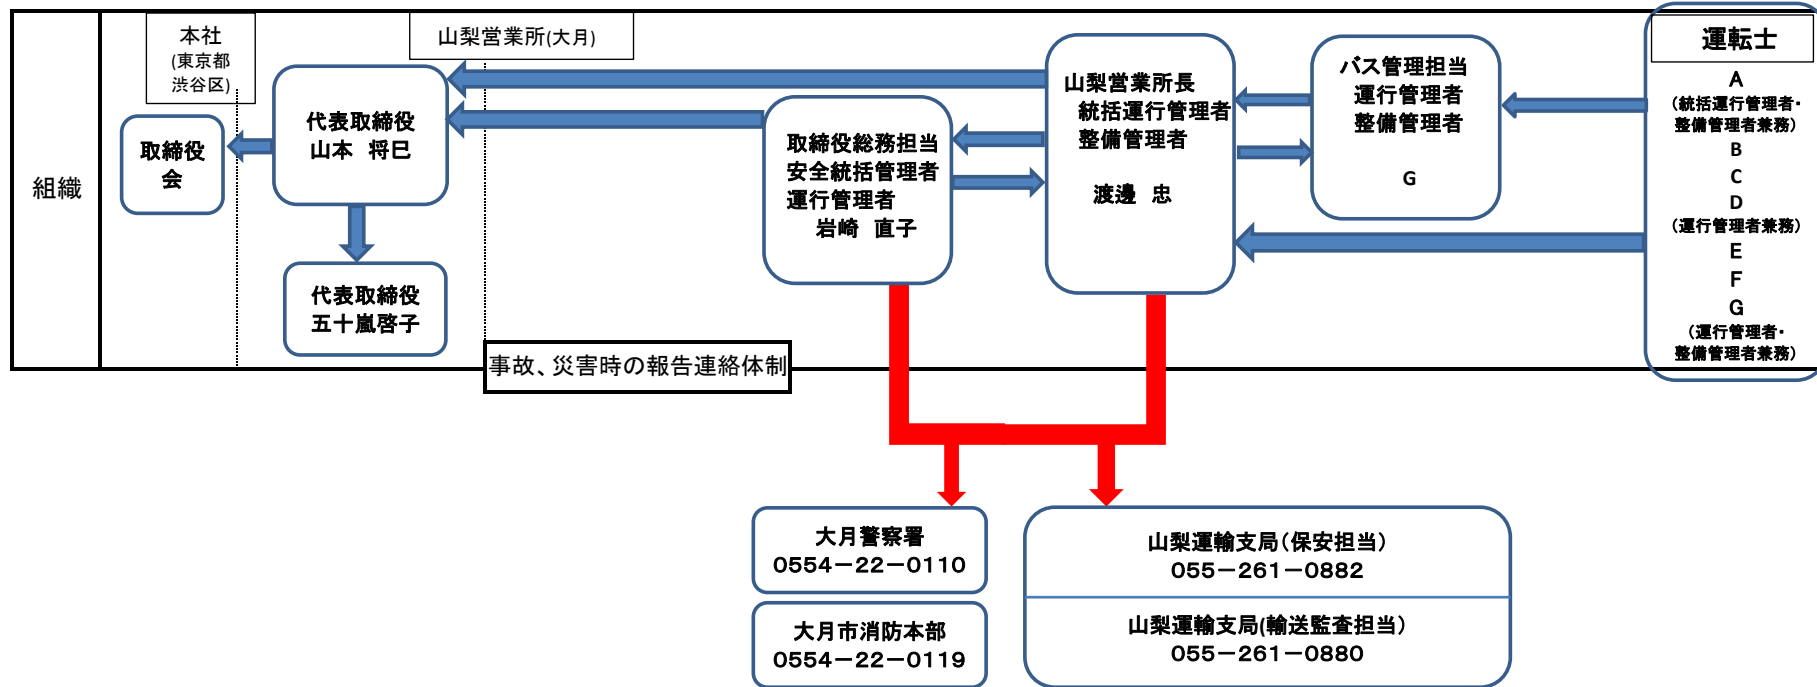 組織
本社
(東京都
渋谷区)
取締役
会
代表取締役
山本 将巳
代表取締役
五十嵐啓子
山梨営業所(大月)
取締役総務担当
安全統括管理者
運行管理者
岩崎 直子
山梨営業所長
統括運行管理者
整備管理者
渡邊 忠
バス管理担当
運行管理者
整備管理者
G
運転士
A
(統括運行管理者・
整備管理者兼務)
B
C
D
(運行管理者兼務)
E
F
G
(運行管理者・
整備管理者兼務)
事故、災害時の報告連絡体制
大月警察署
0554-22-0110
大月市消防本部
0554-22-0119
山梨運輸支局(保安担当)
055-261-0882
山梨運輸支局(輸送監査担当)
055-261-0880